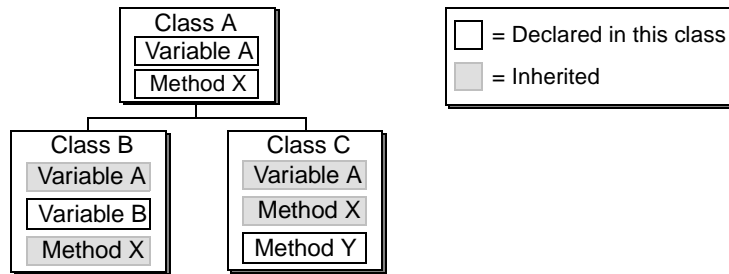 Class A
Variable A
Method X
= Declared in this class
= Inherited
Class B
Variable A
Variable B
Method X
Class C
Variable A
Method X
Method Y